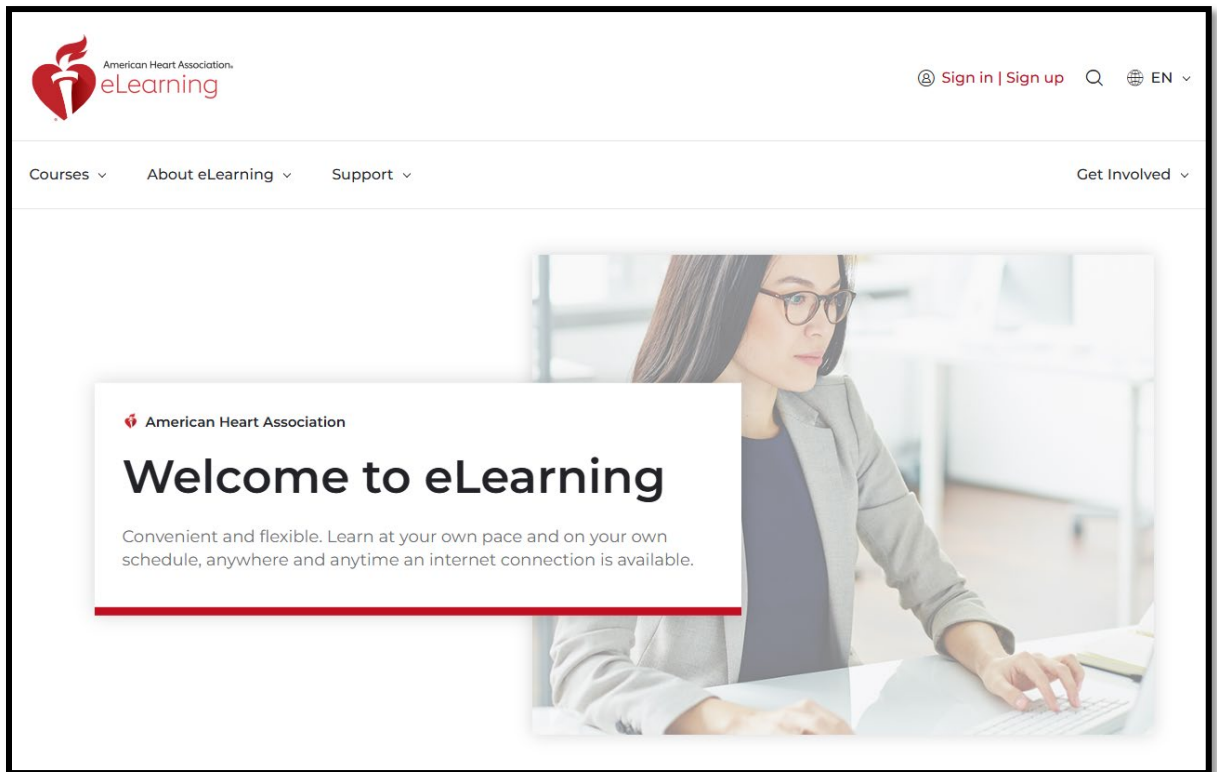 American Heart Association.
eLearning
Sign in | Sign up
EN
Courses
About eLearning
Support
Get Involved
American Heart Association
Welcome to eLearning
Convenient and flexible. Learn at your own pace and on your own
schedule, anywhere and anytime an internet connection is available.